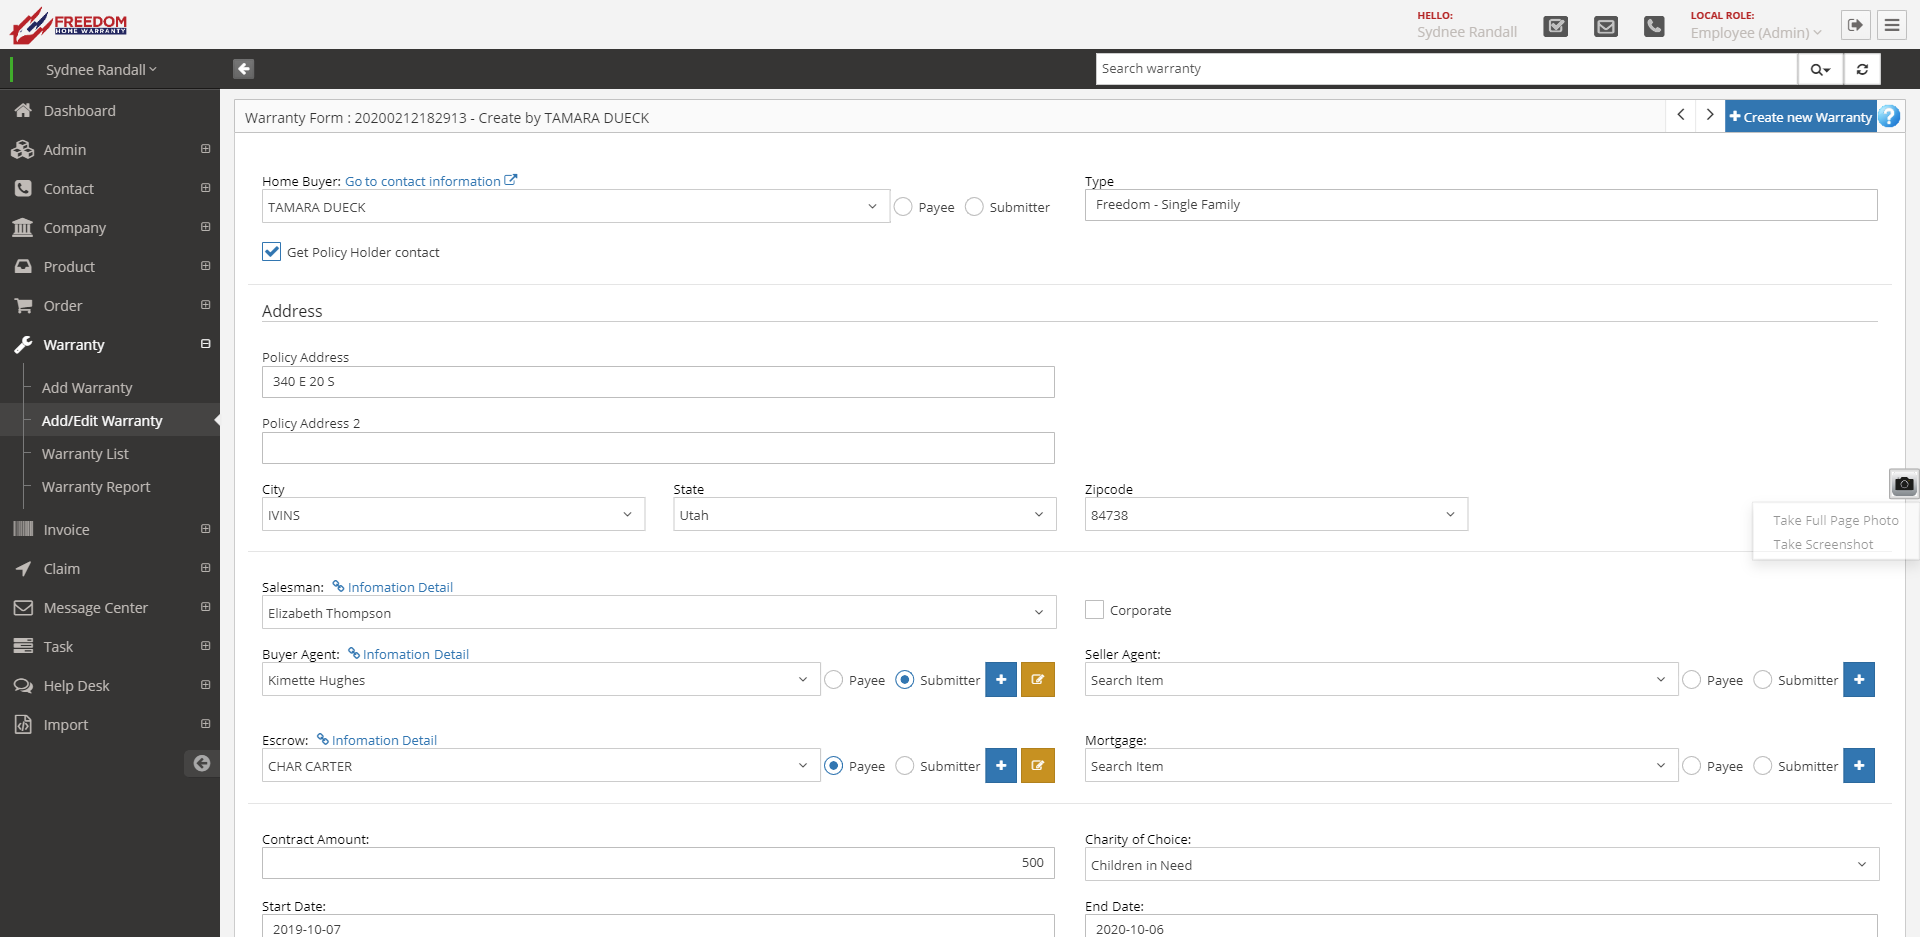 FREEDOM
HOME WARRANTY
HELLO:
Sydnee Randall
LOCAL ROLE:
Employee (Admin)
Sydnee Randall
Search warranty
Dashboard
Admin
Contact
Company
Product
Order
Warranty
Add Warranty
Add/Edit Warranty
Warranty List
Warranty Report
Invoice
Claim
Message Center
Task
Help Desk
Import
Warranty Form : 20200212182913 - Create by TAMARA DUECK
Create new Warranty
Home Buyer: Go to contact information
TAMARA DUECK
Payee
Submitter
Type
Freedom - Single Family
Get Policy Holder contact
Address
Policy Address
340 E 20 S
Policy Address 2
City
IVINS
State
Utah
Zipcode
84738
Take Full Page Photo
Take Screenshot
Salesman: Infomation Detail
Elizabeth Thompson
Corporate
Buyer Agent: Infomation Detail
Kimette Hughes
Payee
Submitter
Seller Agent:
Search Item
Payee
Submitter
Escrow: Infomation Detail
CHAR CARTER
Payee
Submitter
Mortgage:
Search Item
Payee
Submitter
Contract Amount:
500
Charity of Choice:
Children in Need
Start Date:
2019-10-07
End Date:
2020-10-06